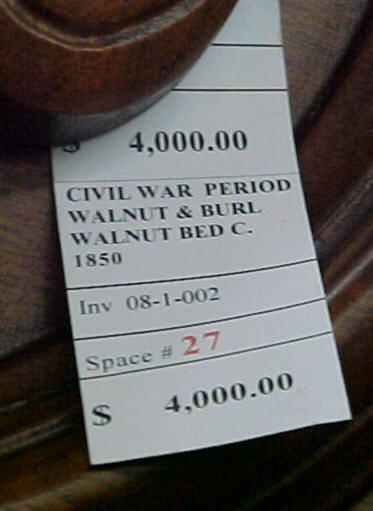 $ 4,000.00
CIVIL WAR PERIOD
WALNUT & BURL
WALNUT BED C.
1850
Inv 08-1-002
Space # 27
$ 4,000.00